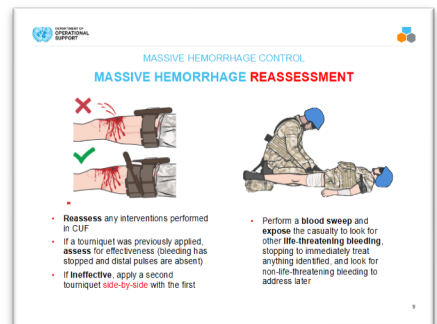 DEPARTMENT OF
OPERATIONAL
SUPPORT
MASSIVE HEMORRHAGE CONTROL
MASSIVE HEMORRHAGE REASSESSMENT
• Reassess any interventions performed
in CUF
• If a tourniquet was previously applied,
assess for effectiveness (bleeding has
stopped and distal pulses are absent)
• If Ineffective, apply a second
tourniquet side-by-side with the first
• Perform a blood sweep and
expose the casualty to look for
other life-threatening bleeding,
stopping to immediately treat
anything identified, and look for
non-life-threatening bleeding to
address later
9